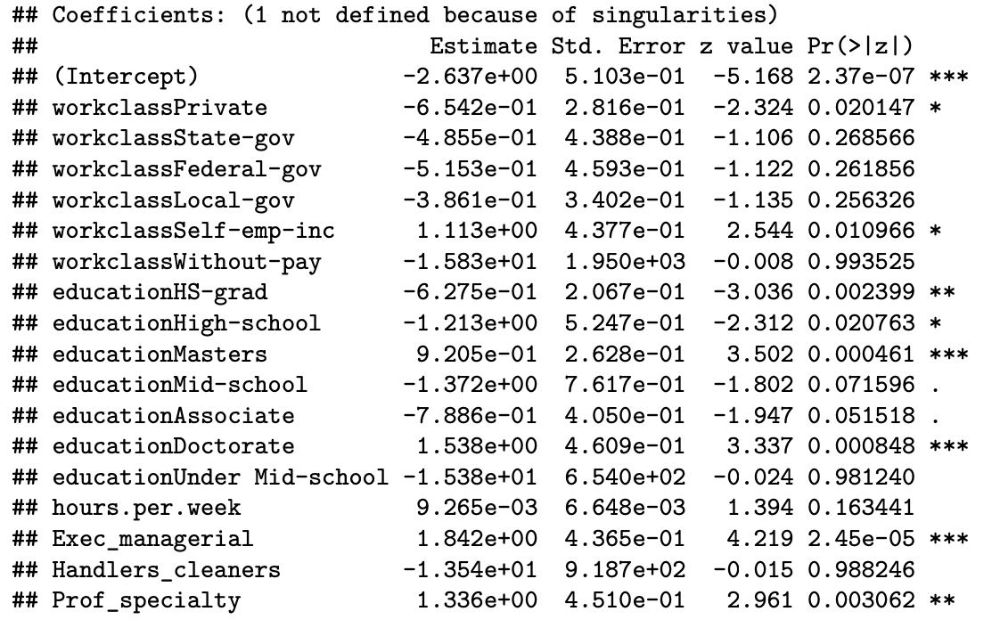 ## Coefficients: (1 not defined because of singularities)
##                           Estimate Std. Error z value Pr(>|z|)
## (Intercept)             -2.637e+00  5.103e-01  -5.168 2.37e-07 ***
## workclassPrivate        -6.542e-01  2.816e-01  -2.324 0.020147 *
## workclassState-gov      -4.855e-01  4.388e-01  -1.106 0.268566
## workclassFederal-gov    -5.153e-01  4.593e-01  -1.122 0.261856
## workclassLocal-gov      -3.861e-01  3.402e-01  -1.135 0.256326
## workclassSelf-emp-inc    1.113e+00  4.377e-01   2.544 0.010966 *
## workclassWithout-pay    -1.583e+01  1.950e+03  -0.008 0.993525
## educationHS-grad        -6.275e-01  2.067e-01  -3.036 0.002399 **
## educationHigh-school    -1.213e+00  5.247e-01  -2.312 0.020763 *
## educationMasters         9.205e-01  2.628e-01   3.502 0.000461 ***
## educationMid-school     -1.372e+00  7.617e-01  -1.802 0.071596 .
## educationAssociate      -7.886e-01  4.050e-01  -1.947 0.051518 .
## educationDoctorate       1.538e+00  4.609e-01   3.337 0.000848 ***
## educationUnder Mid-school -1.538e+01  6.540e+02  -0.024 0.981240
## hours.per.week           9.265e-03  6.648e-03   1.394 0.163441
## Exec_managerial          1.842e+00  4.365e-01   4.219 2.45e-05 ***
## Handlers_cleaners       -1.354e+01  9.187e+02  -0.015 0.988246
## Prof_specialty           1.336e+00  4.510e-01   2.961 0.003062 **